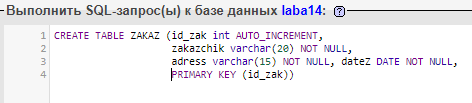 Выполнить SQL-запрос(ы) к базе данных laba14:
1 CREATE TABLE ZAKAZ (id_zak int AUTO_INCREMENT,
2 zakazchik varchar(20) NOT NULL,
3 adress varchar(15) NOT NULL, dateZ DATE NOT NULL,
4 PRIMARY KEY (id_zak))